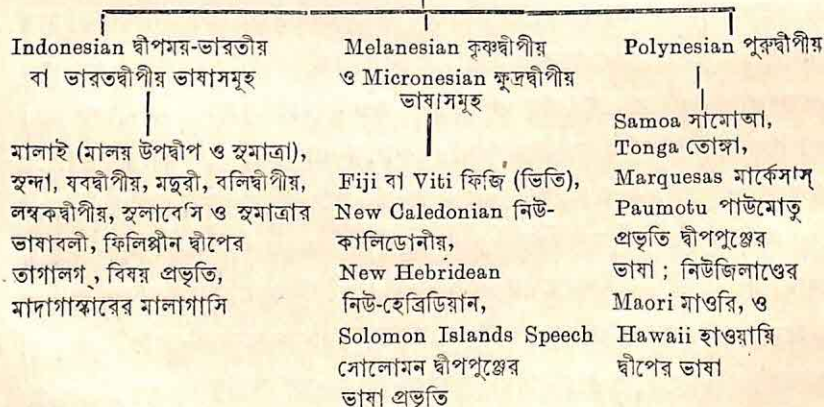 Indonesian দ্বীপময়-ভারতীয়
বা ভারতদ্বীপীয় ভাষাসমূহ
মালাই (মালয় উপদ্বীপ ও সুমাত্রা),
সুন্দা, যবদ্বীপীয়, মদুরী, বলিদ্বীপীয়,
লম্বকদ্বীপীয়, সুলাবে'স ও সুমাত্রার
ভাষাবলী, ফিলিপ্পীন দ্বীপের
তাগালগ্, বিষয় প্রভৃতি,
মাদাগাস্কারের মালাগাসি
Melanesian কৃষ্ণদ্বীপীয়
ও Micronesian ক্ষুদ্রদ্বীপীয়
ভাষাসমূহ
Fiji বা Viti ফিজি (ভিতি),
New Caledonian নিউ-
কালিডোনীয়,
New Hebridean
নিউ-হেব্রিডিয়ান,
Solomon Islands Speech
সোলোমন দ্বীপপুঞ্জের
ভাষা প্রভৃতি
Polynesian পুরুদ্বীপীয়
Samoa সামোআ,
Tonga তোঙ্গা,
Marquesas মার্কেসাস্
Paumotu পাউমোতু
প্রভৃতি দ্বীপপুঞ্জের
ভাষা ; নিউজিলাণ্ডের
Maori মাওরি, ও
Hawaii হাওয়ায়ি
দ্বীপের ভাষা